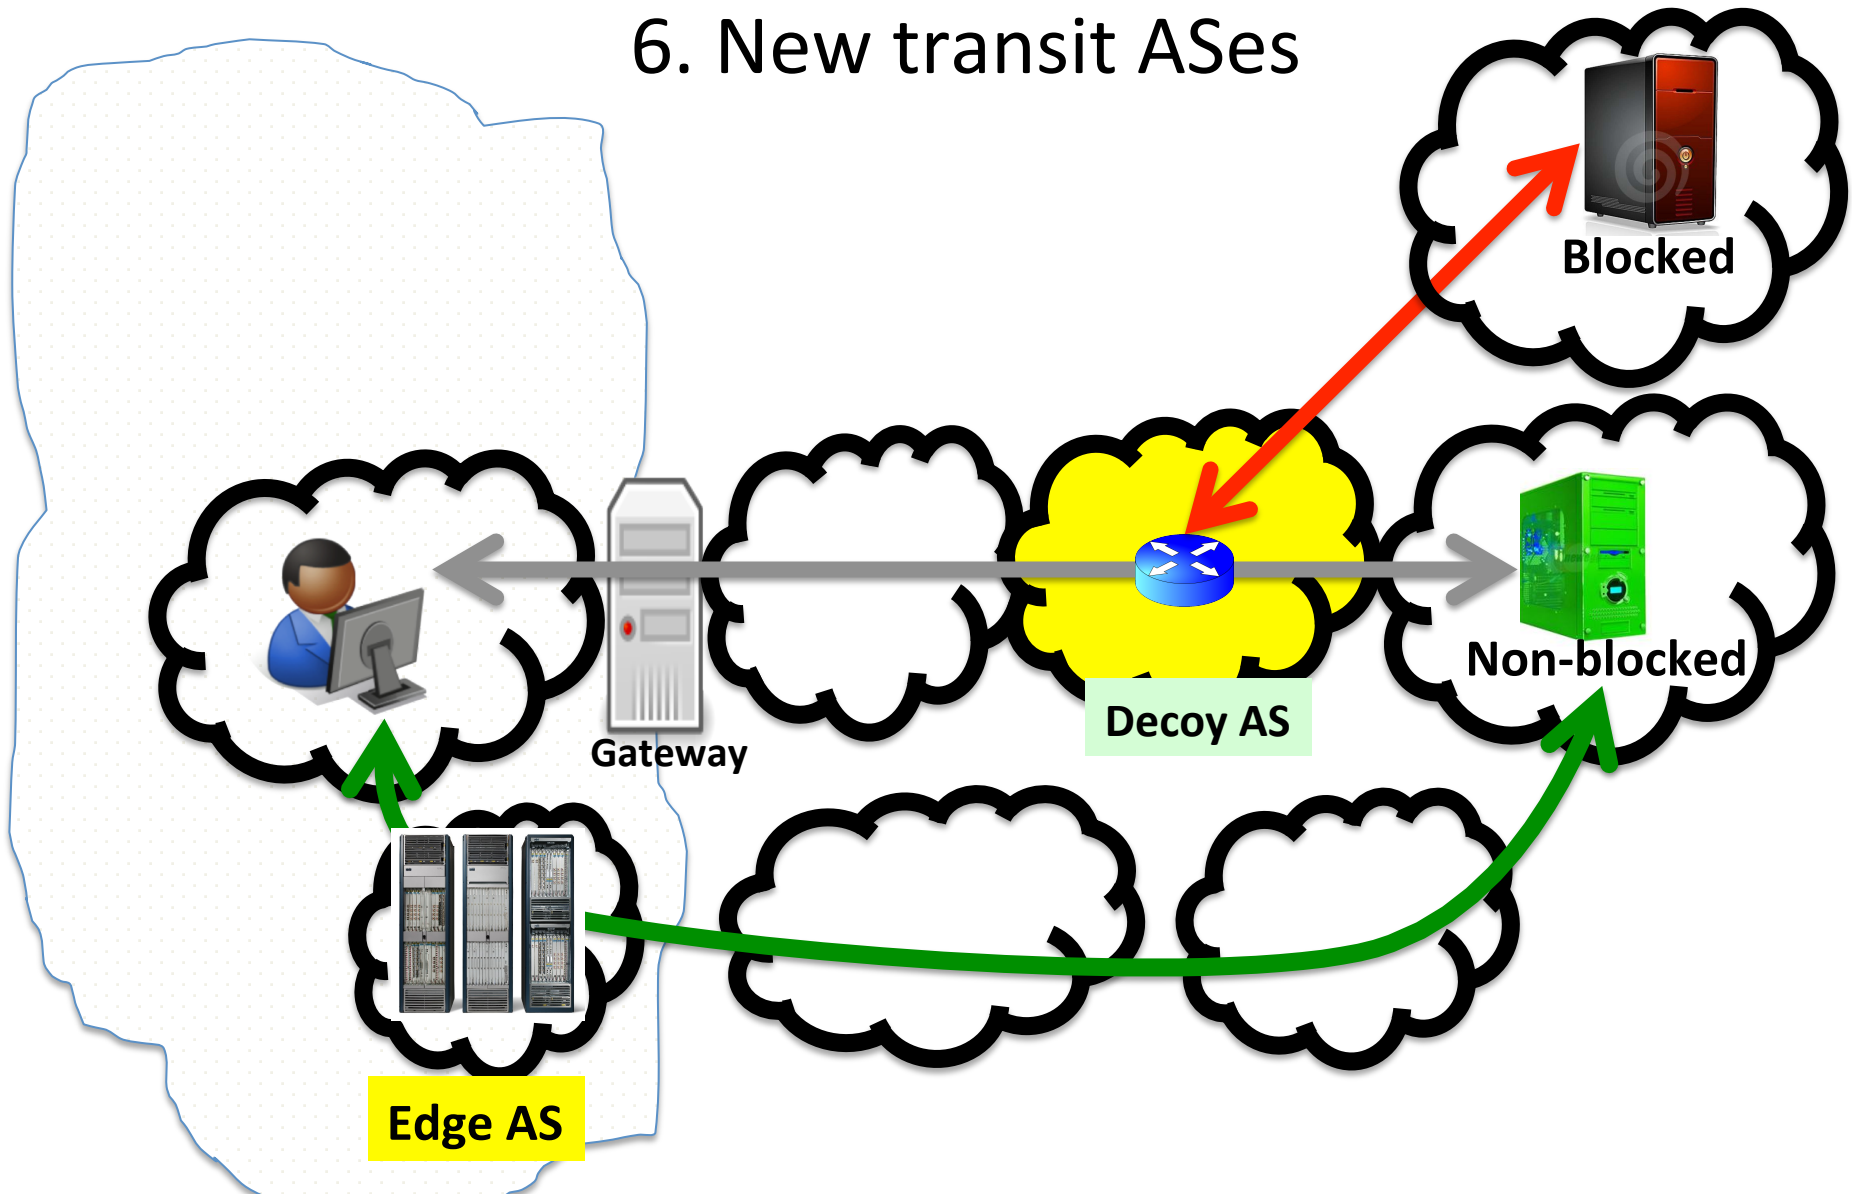 6. New transit ASes
Blocked
Non-blocked
Decoy AS
Gateway
Edge AS